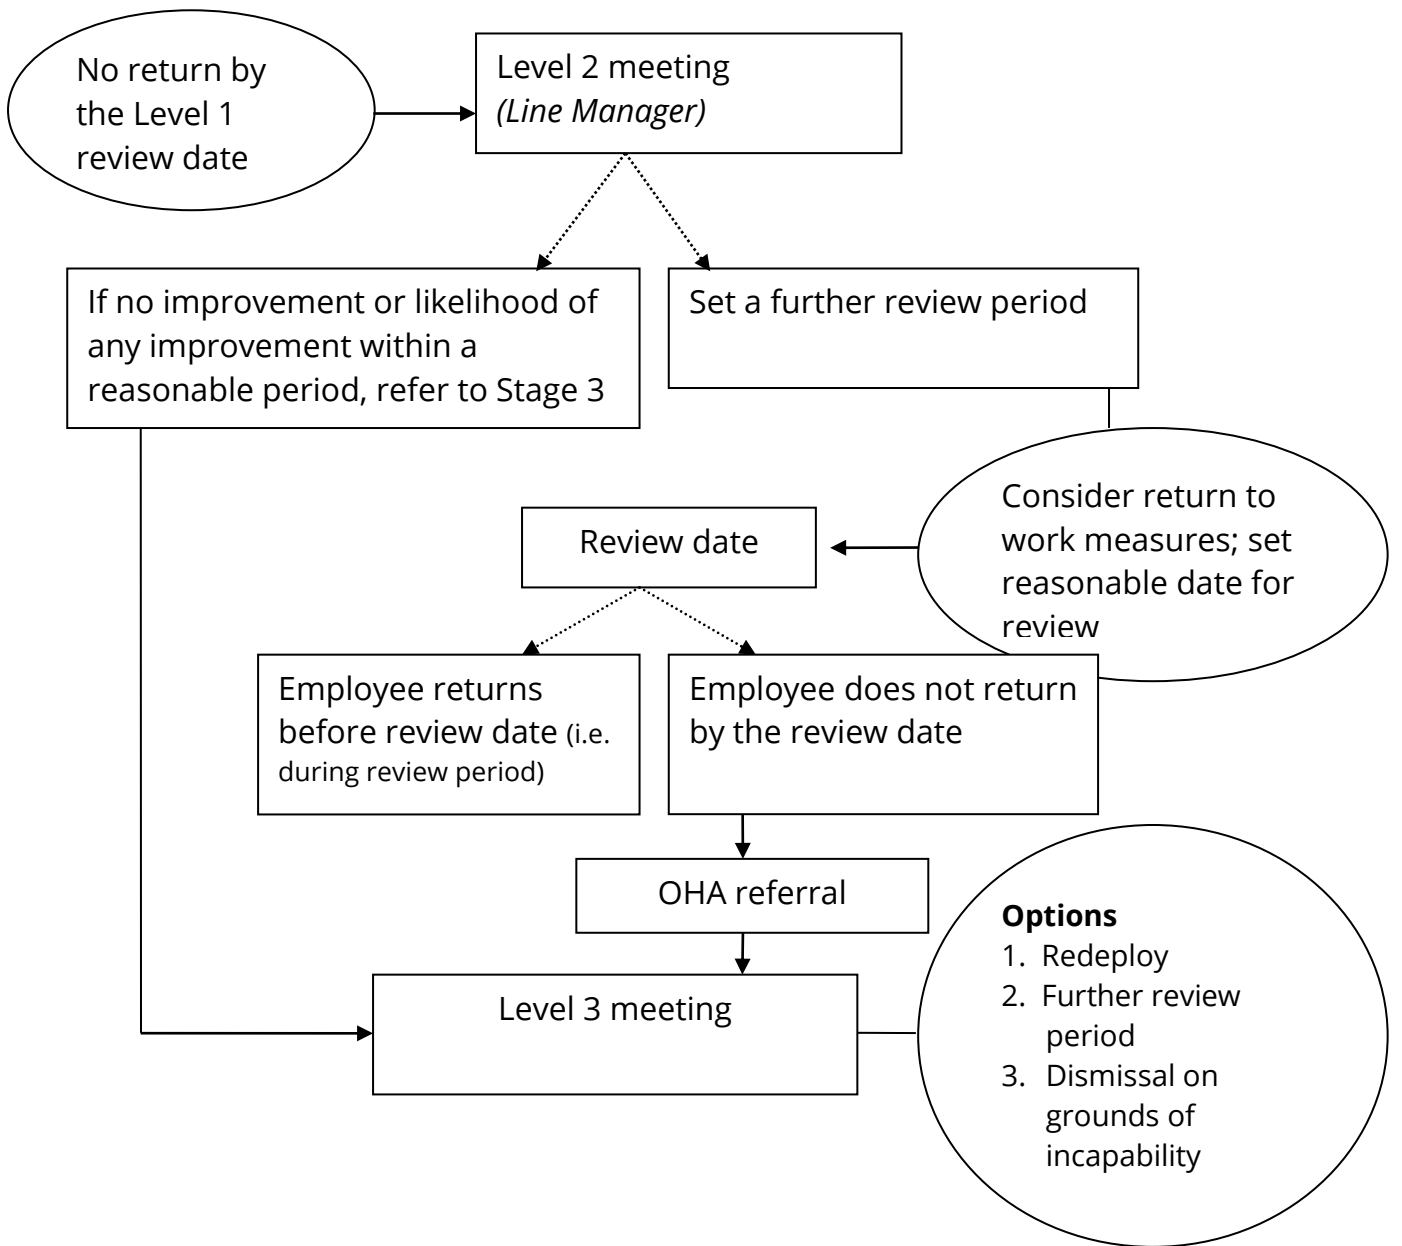 No return by
the Level 1
review date
Level 2 meeting
(Line Manager)
If no improvement or likelihood of
any improvement within a
reasonable period, refer to Stage 3
Set a further review period
Consider return to
work measures; set
reasonable date for
review
Review date
Employee returns
before review date (i.e.
during review period)
Employee does not return
by the review date
OHA referral
Level 3 meeting
Options
1. Redeploy
2. Further review
period
3. Dismissal on
grounds of
incapability